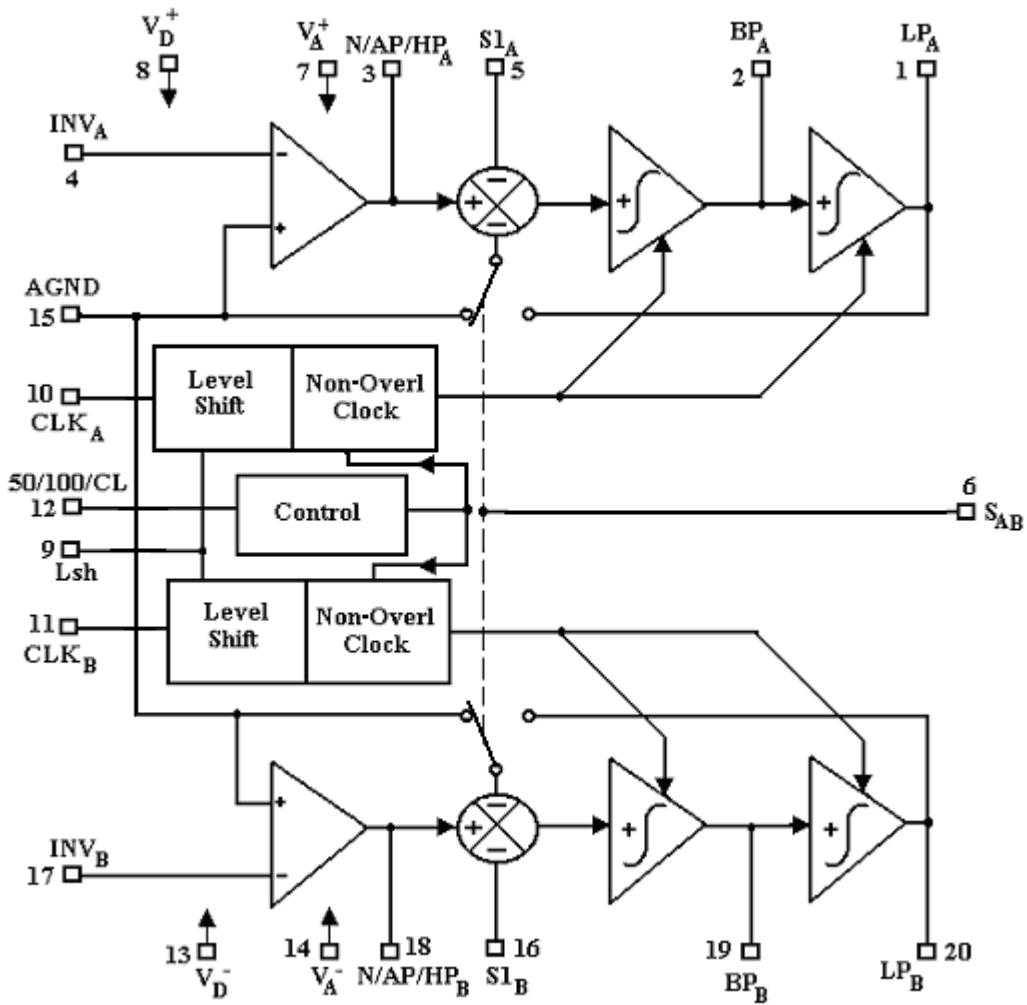 V_D^+
8
V_A^+
7
N/AP/HP_A
3
S1_A
5
BP_A
2
LP_A
1
INV_A
4
−
+
+
−
−
+
+
AGND
15
10
CLK_A
Level Shift
Non-Overl Clock
50/100/CL
12
Control
6
S_AB
9
Lsh
11
CLK_B
Level Shift
Non-Overl Clock
+
−
+
−
−
+
+
INV_B
17
13
V_D^-
14
V_A^-
18
N/AP/HP_B
16
S1_B
19
BP_B
20
LP_B